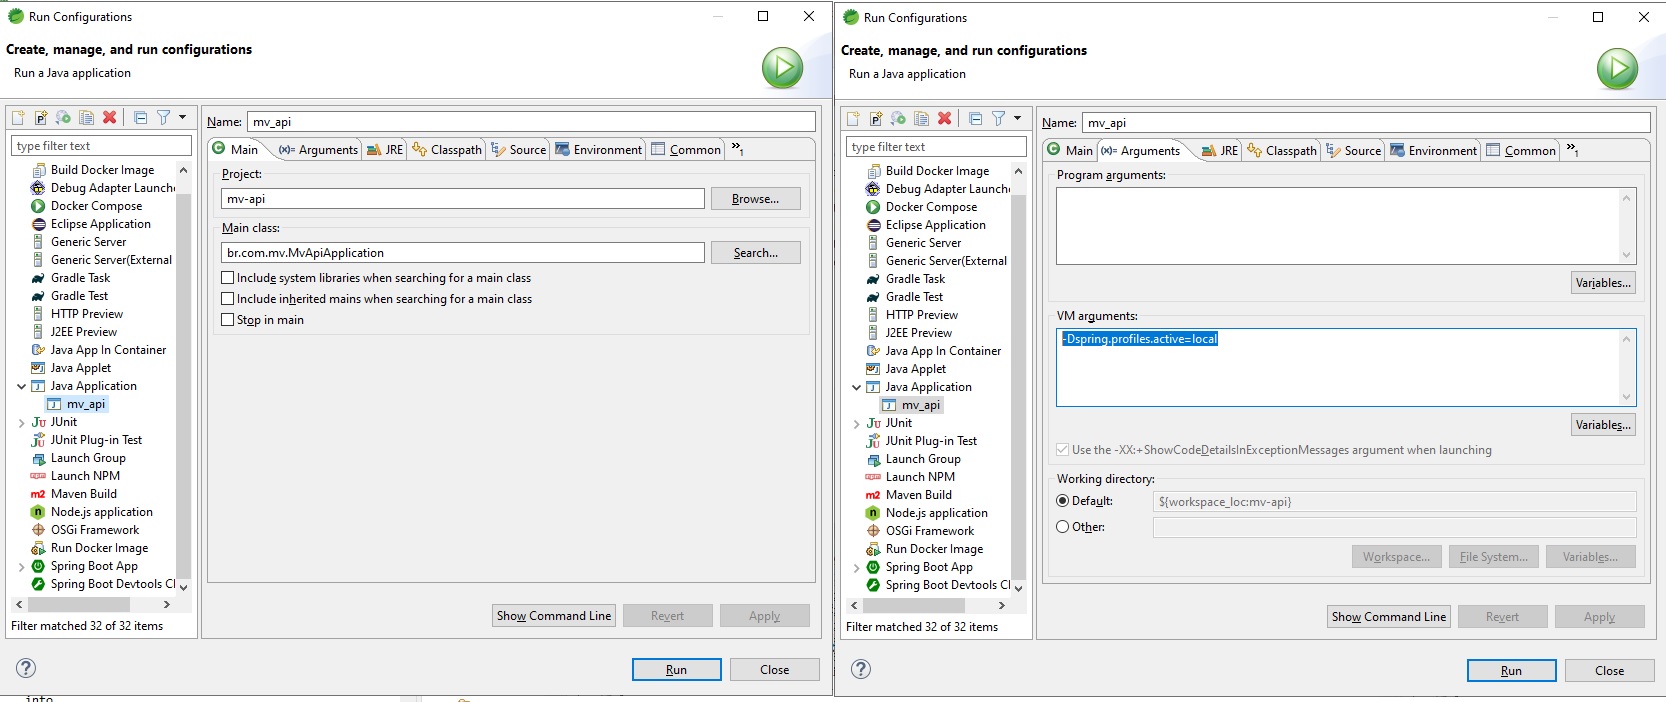 Run Configurations
Create, manage, and run configurations
Run a Java application
type filter text
Build Docker Image
Debug Adapter Launche
Docker Compose
Eclipse Application
Generic Server
Generic Server(External
Gradle Task
Gradle Test
HTTP Preview
J2EE Preview
Java App In Container
Java Applet
Java Application
mv_api
JUnit
JUnit Plug-in Test
Launch Group
Launch NPM
Maven Build
Node.js application
OSGi Framework
Run Docker Image
Spring Boot App
Spring Boot Devtools Cl
Filter matched 32 of 32 items
Name: mv_api
Main (x)= Arguments JRE Classpath Source Environment Common »1
Project:
mv-api Browse...
Main class:
br.com.mv.MvApiApplication Search...
Include system libraries when searching for a main class
Include inherited mains when searching for a main class
Stop in main
Show Command Line Revert Apply
? Run Close
info
Run Configurations
Create, manage, and run configurations
Run a Java application
type filter text
Build Docker Image
Debug Adapter Launche
Docker Compose
Eclipse Application
Generic Server
Generic Server(External
Gradle Task
Gradle Test
HTTP Preview
J2EE Preview
Java App In Container
Java Applet
Java Application
mv_api
JUnit
JUnit Plug-in Test
Launch Group
Launch NPM
Maven Build
Node.js application
OSGi Framework
Run Docker Image
Spring Boot App
Spring Boot Devtools Cl
Filter matched 32 of 32 items
Name: mv_api
Main (x)= Arguments JRE Classpath Source Environment Common »1
Program arguments:
Variables...
VM arguments:
-Dspring.profiles.active=local
Variables...
Use the -XX:+ShowCodeDetailsInExceptionMessages argument when launching
Working directory:
Default: ${workspace_loc:mv-api}
Other:
Workspace... File System... Variables...
Show Command Line Revert Apply
? Run Close